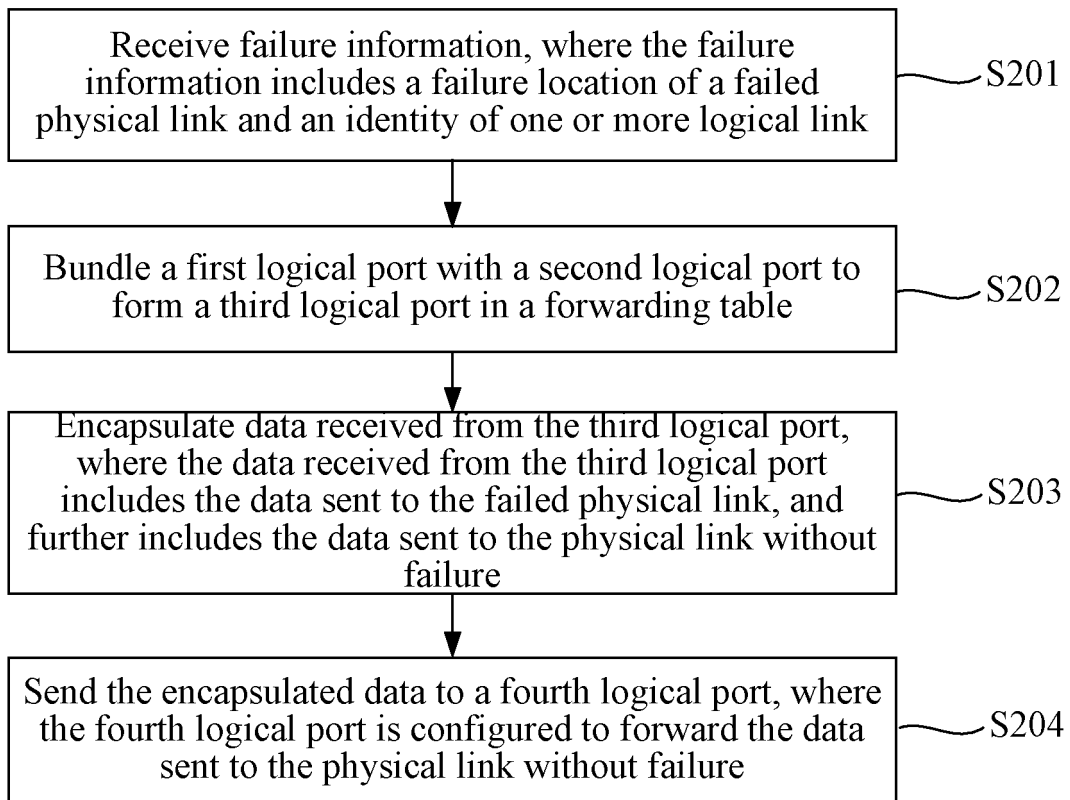 Receive failure information, where the failure
information includes a failure location of a failed
physical link and an identity of one or more logical link
S201
Bundle a first logical port with a second logical port to
form a third logical port in a forwarding table
S202
Encapsulate data received from the third logical port,
where the data received from the third logical port
includes the data sent to the failed physical link, and
further includes the data sent to the physical link without
failure
S203
Send the encapsulated data to a fourth logical port, where
the fourth logical port is configured to forward the data
sent to the physical link without failure
S204